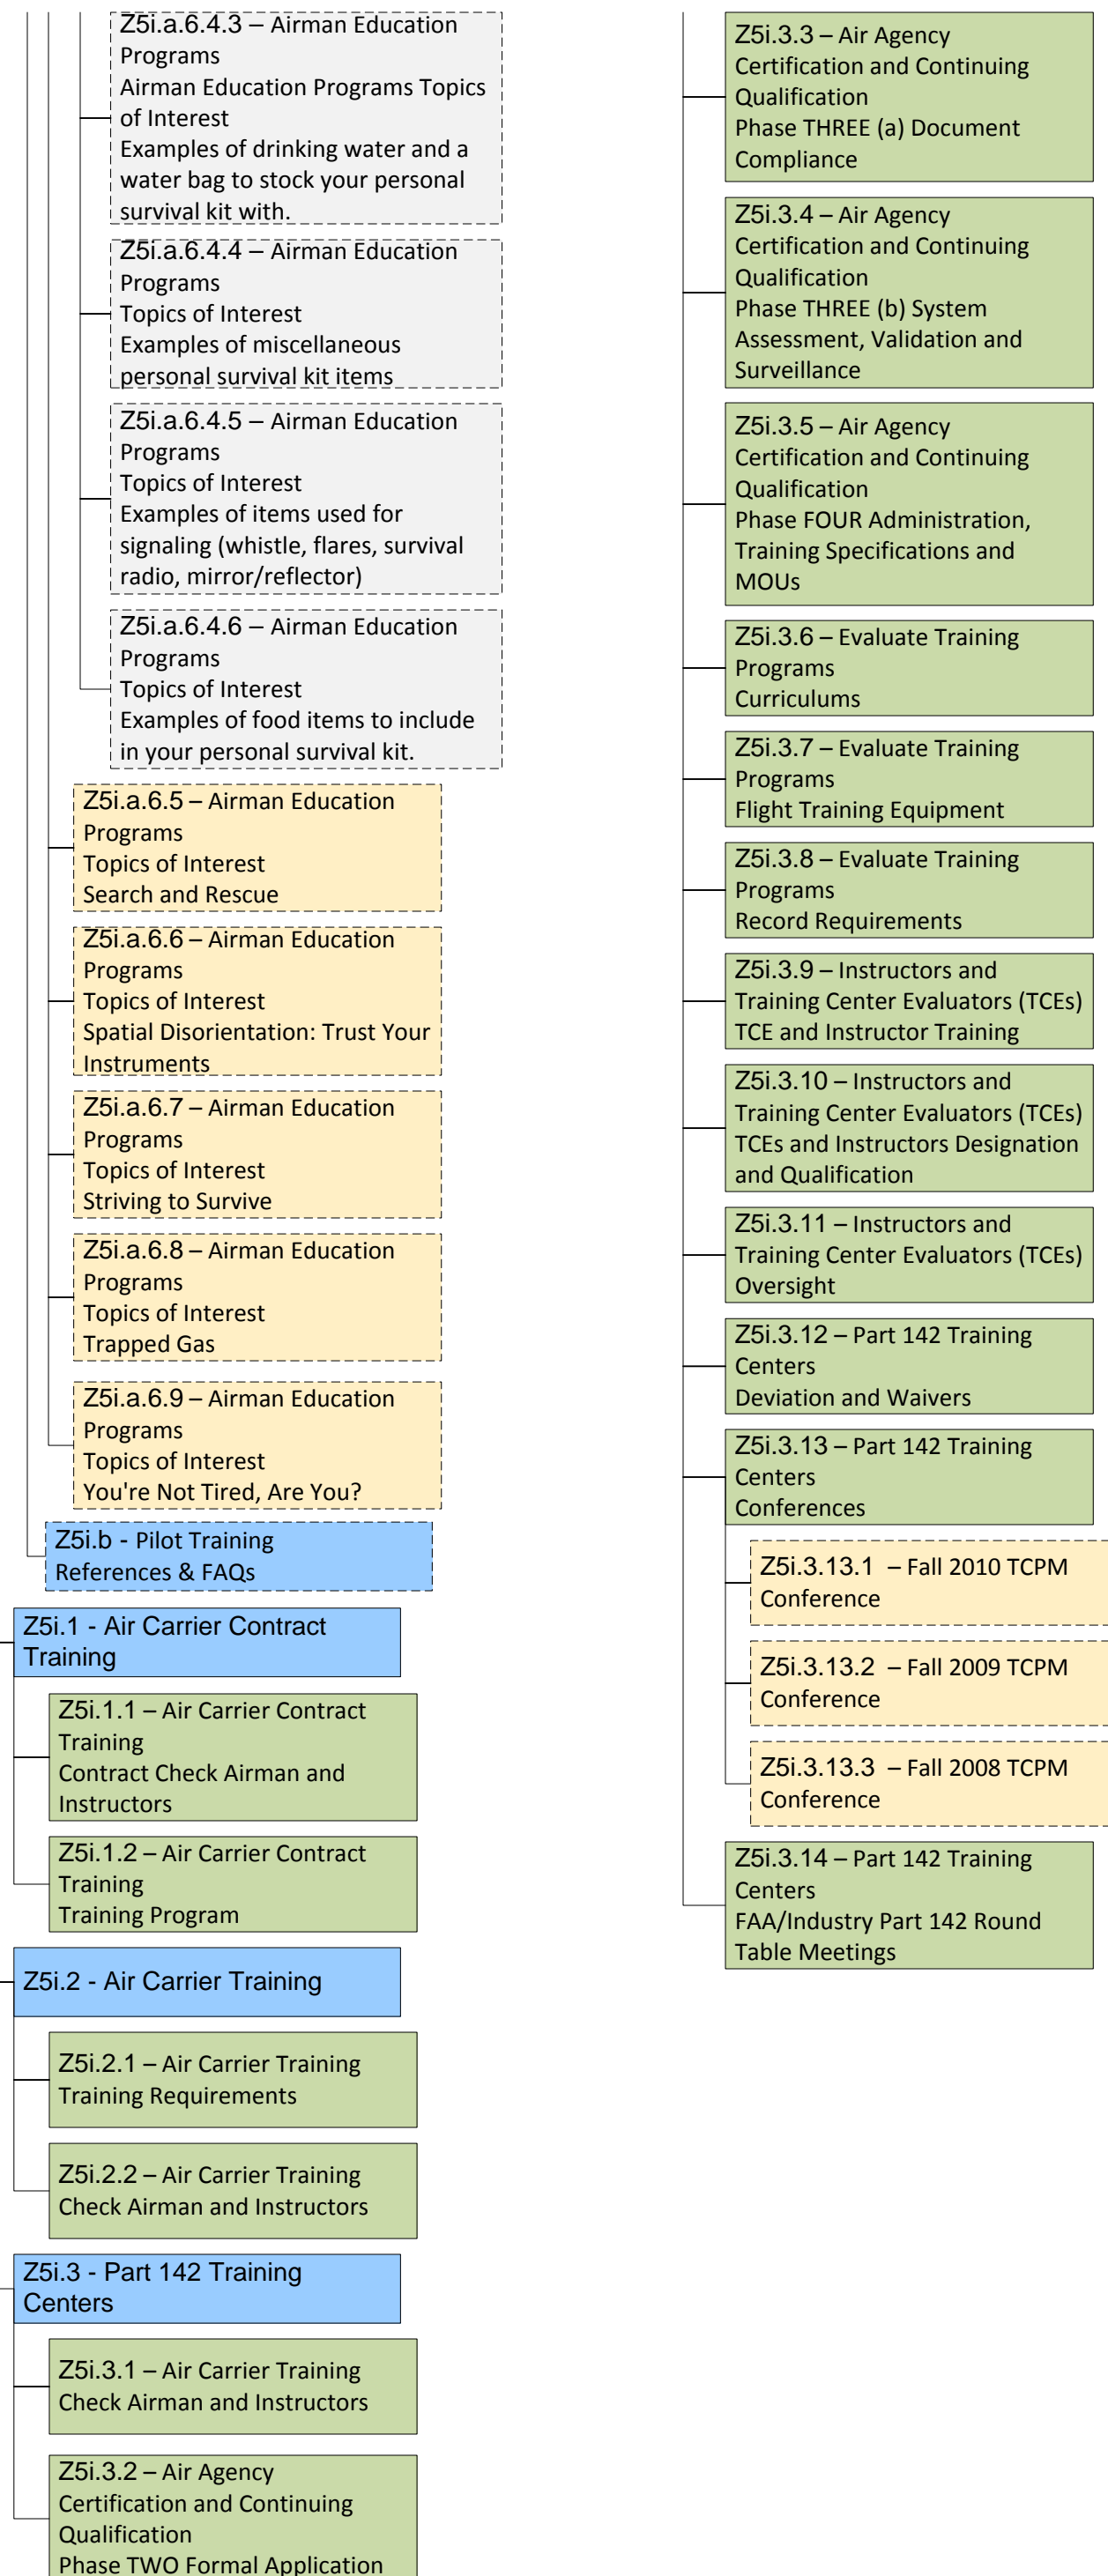 Z5i.a.6.4.3 – Airman Education
Programs
Airman Education Programs Topics
of Interest
Examples of drinking water and a
water bag to stock your personal
survival kit with.
Z5i.a.6.4.4 – Airman Education
Programs
Topics of Interest
Examples of miscellaneous
personal survival kit items
Z5i.a.6.4.5 – Airman Education
Programs
Topics of Interest
Examples of items used for
signaling (whistle, flares, survival
radio, mirror/reflector)
Z5i.a.6.4.6 – Airman Education
Programs
Topics of Interest
Examples of food items to include
in your personal survival kit.
Z5i.a.6.5 – Airman Education
Programs
Topics of Interest
Search and Rescue
Z5i.a.6.6 – Airman Education
Programs
Topics of Interest
Spatial Disorientation: Trust Your
Instruments
Z5i.a.6.7 – Airman Education
Programs
Topics of Interest
Striving to Survive
Z5i.a.6.8 – Airman Education
Programs
Topics of Interest
Trapped Gas
Z5i.a.6.9 – Airman Education
Programs
Topics of Interest
You're Not Tired, Are You?
Z5i.b - Pilot Training
References & FAQs
Z5i.1 - Air Carrier Contract
Training
Z5i.1.1 – Air Carrier Contract
Training
Contract Check Airman and
Instructors
Z5i.1.2 – Air Carrier Contract
Training
Training Program
Z5i.2 - Air Carrier Training
Z5i.2.1 – Air Carrier Training
Training Requirements
Z5i.2.2 – Air Carrier Training
Check Airman and Instructors
Z5i.3 - Part 142 Training
Centers
Z5i.3.1 – Air Carrier Training
Check Airman and Instructors
Z5i.3.2 – Air Agency
Certification and Continuing
Qualification
Phase TWO Formal Application
Z5i.3.3 – Air Agency
Certification and Continuing
Qualification
Phase THREE (a) Document
Compliance
Z5i.3.4 – Air Agency
Certification and Continuing
Qualification
Phase THREE (b) System
Assessment, Validation and
Surveillance
Z5i.3.5 – Air Agency
Certification and Continuing
Qualification
Phase FOUR Administration,
Training Specifications and
MOUs
Z5i.3.6 – Evaluate Training
Programs
Curriculums
Z5i.3.7 – Evaluate Training
Programs
Flight Training Equipment
Z5i.3.8 – Evaluate Training
Programs
Record Requirements
Z5i.3.9 – Instructors and
Training Center Evaluators (TCEs)
TCE and Instructor Training
Z5i.3.10 – Instructors and
Training Center Evaluators (TCEs)
TCEs and Instructors Designation
and Qualification
Z5i.3.11 – Instructors and
Training Center Evaluators (TCEs)
Oversight
Z5i.3.12 – Part 142 Training
Centers
Deviation and Waivers
Z5i.3.13 – Part 142 Training
Centers
Conferences
Z5i.3.13.1 – Fall 2010 TCPM
Conference
Z5i.3.13.2 – Fall 2009 TCPM
Conference
Z5i.3.13.3 – Fall 2008 TCPM
Conference
Z5i.3.14 – Part 142 Training
Centers
FAA/Industry Part 142 Round
Table Meetings